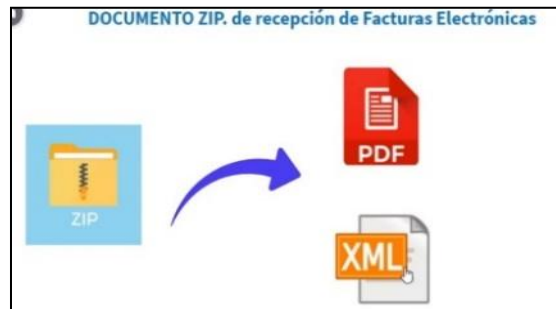 DOCUMENTO ZIP. de recepción de Facturas Electrónicas
PDF
ZIP
XML